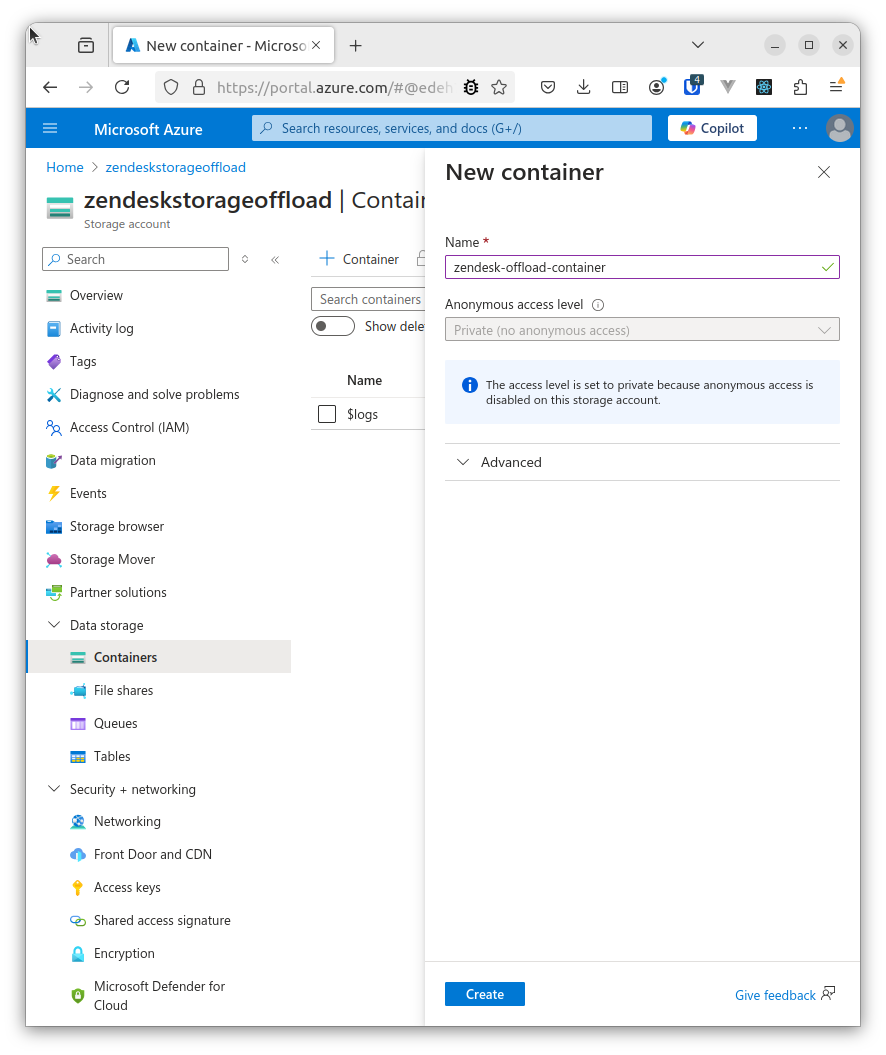 New container - Microso
https://portal.azure.com/#@edeh
4
Microsoft Azure
Search resources, services, and docs (G+/)
Copilot
Home > zendeskstorageoffload
zendeskstorageoffload | Contain
Storage account
Search
Overview
Activity log
Tags
Diagnose and solve problems
Access Control (IAM)
Data migration
Events
Storage browser
Storage Mover
Partner solutions
Data storage
Containers
File shares
Queues
Tables
Security + networking
Networking
Front Door and CDN
Access keys
Shared access signature
Encryption
Microsoft Defender for
Cloud
Container
Search containers
Show dele
Name
$logs
New container
Name *
zendesk-offload-container
Anonymous access level
Private (no anonymous access)
The access level is set to private because anonymous access is
disabled on this storage account.
Advanced
Create
Give feedback